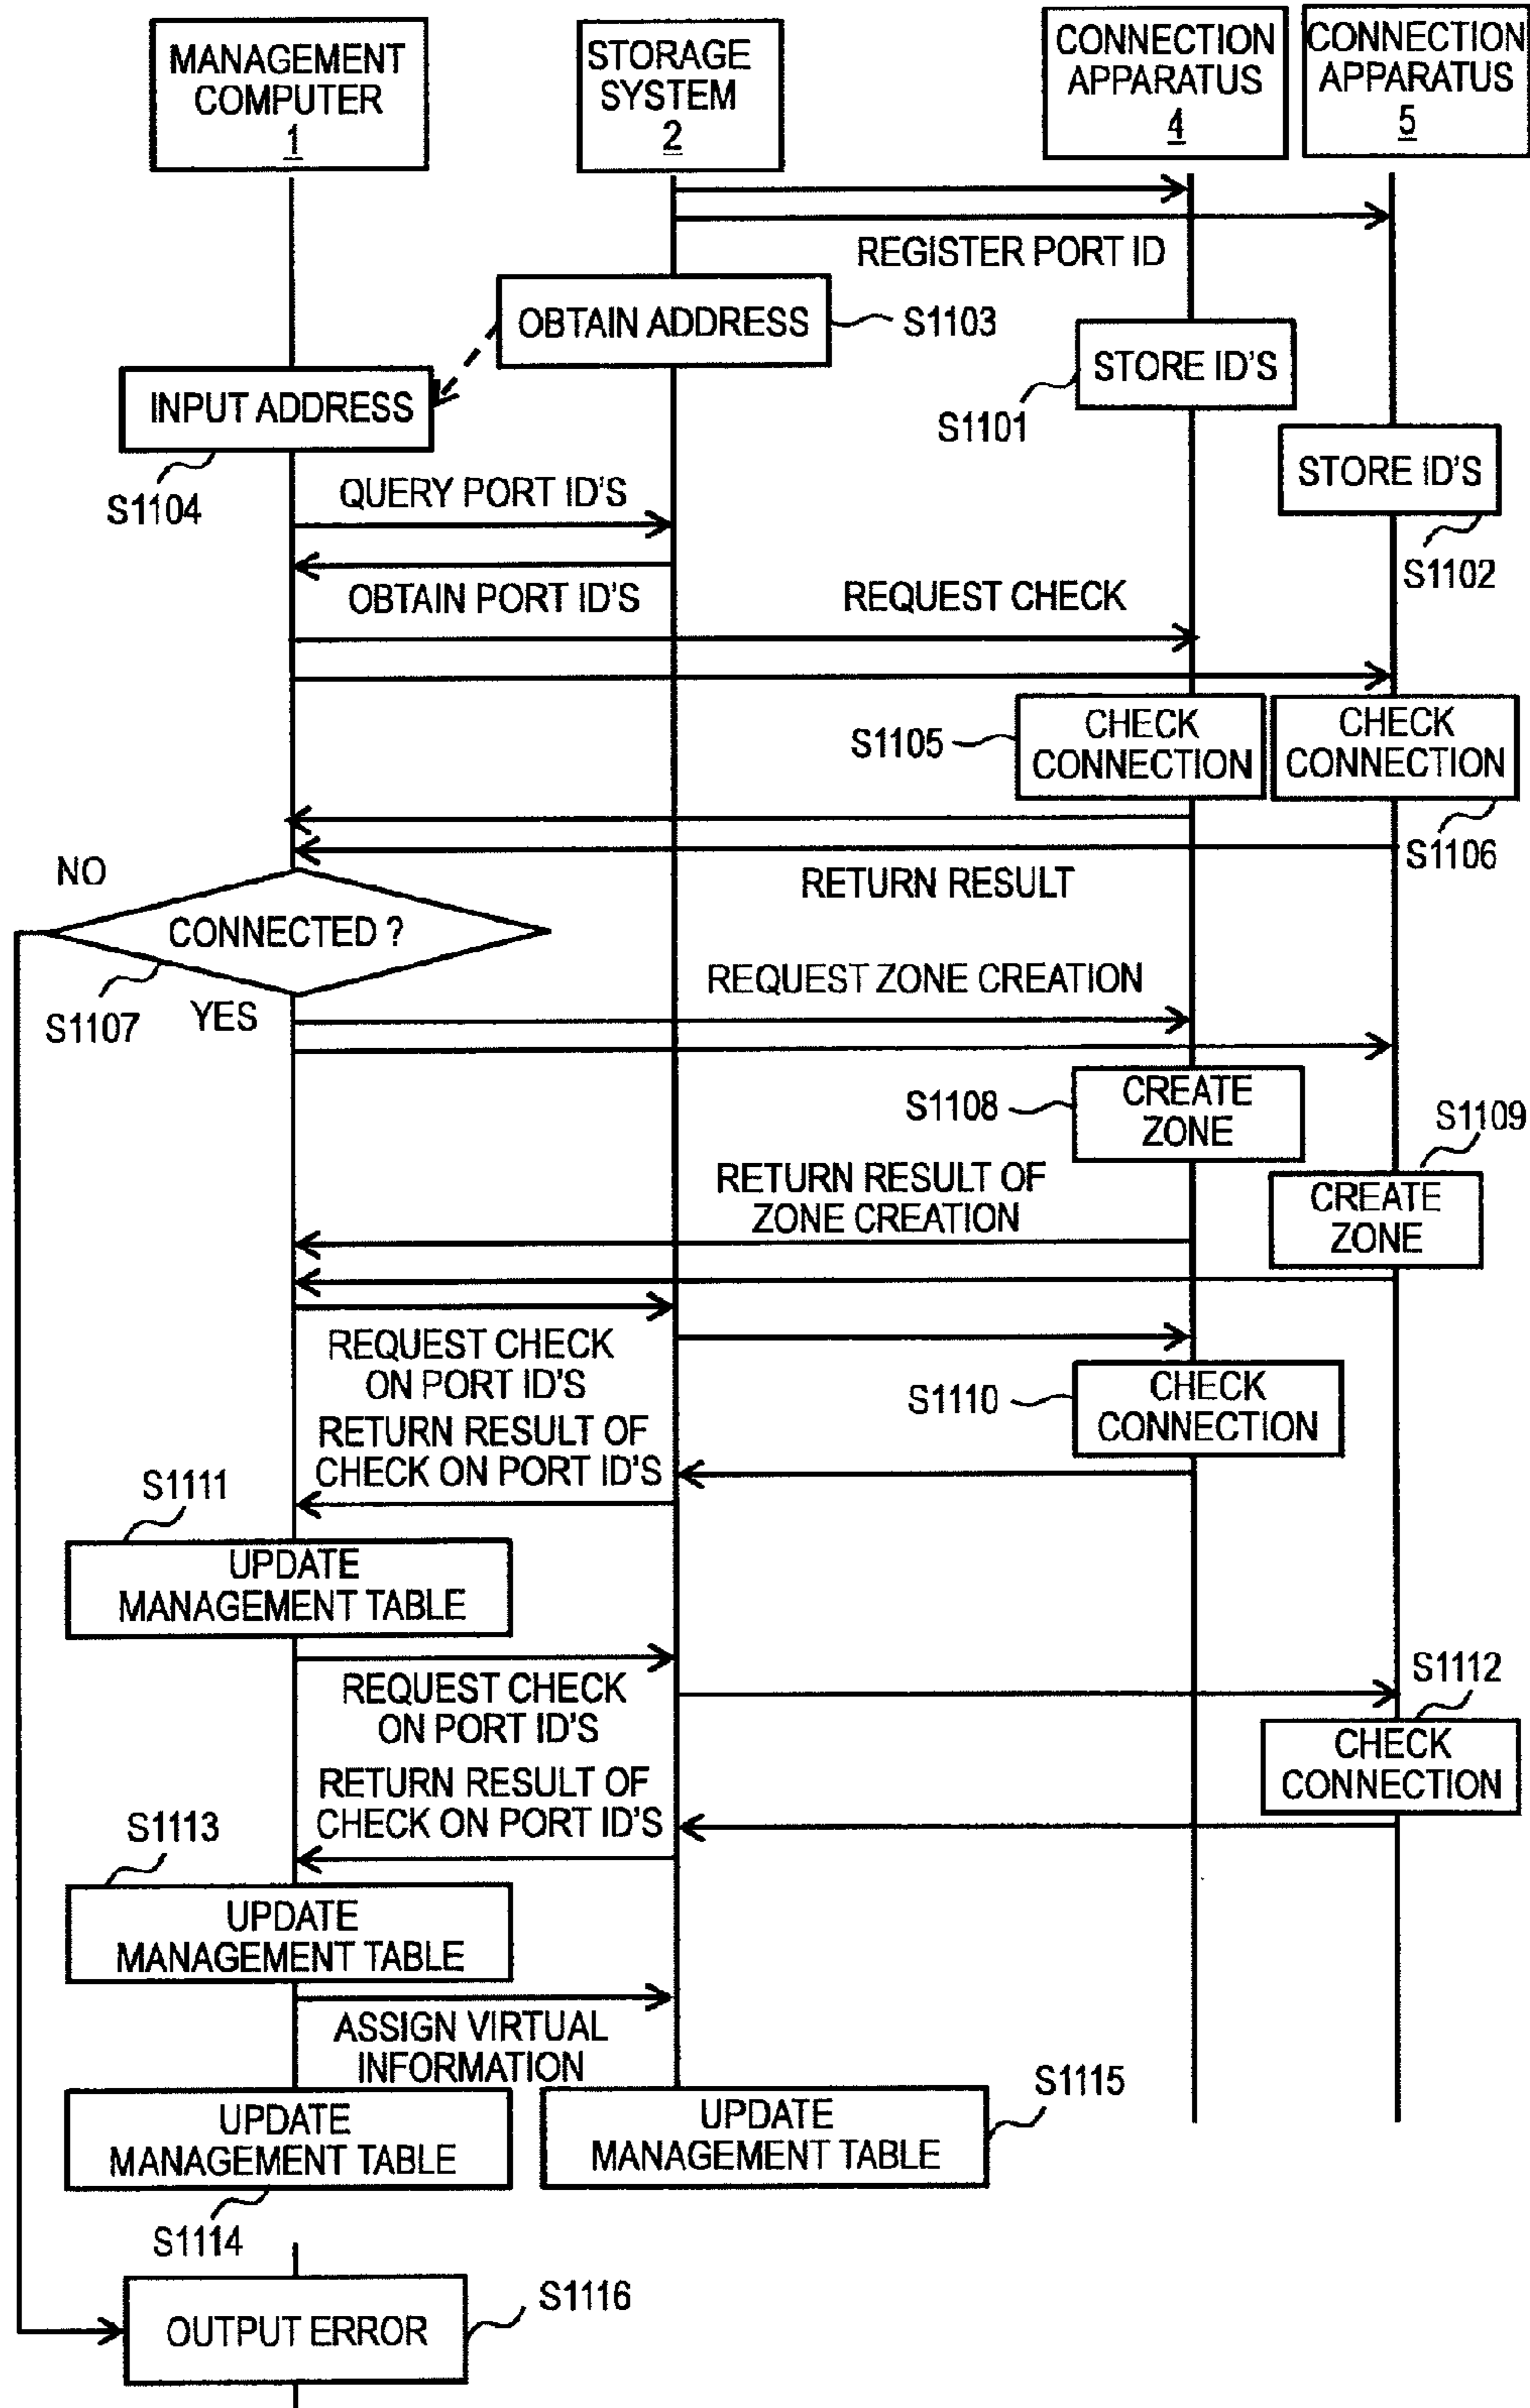 MANAGEMENT
COMPUTER
1
STORAGE
SYSTEM
2
CONNECTION
APPARATUS
4
CONNECTION
APPARATUS
5
REGISTER PORT ID
OBTAIN ADDRESS
S1103
STORE ID'S
S1101
INPUT ADDRESS
S1104
STORE ID'S
S1102
QUERY PORT ID'S
OBTAIN PORT ID'S
REQUEST CHECK
S1105
CHECK
CONNECTION
CHECK
CONNECTION
S1106
RETURN RESULT
NO
CONNECTED ?
S1107
YES
REQUEST ZONE CREATION
S1108
CREATE
ZONE
S1109
CREATE
ZONE
RETURN RESULT OF
ZONE CREATION
REQUEST CHECK
ON PORT ID'S
S1110
CHECK
CONNECTION
RETURN RESULT OF
CHECK ON PORT ID'S
S1111
UPDATE
MANAGEMENT TABLE
REQUEST CHECK
ON PORT ID'S
S1112
CHECK
CONNECTION
RETURN RESULT OF
CHECK ON PORT ID'S
S1113
UPDATE
MANAGEMENT TABLE
ASSIGN VIRTUAL
INFORMATION
UPDATE
MANAGEMENT TABLE
S1114
UPDATE
MANAGEMENT TABLE
S1115
OUTPUT ERROR
S1116